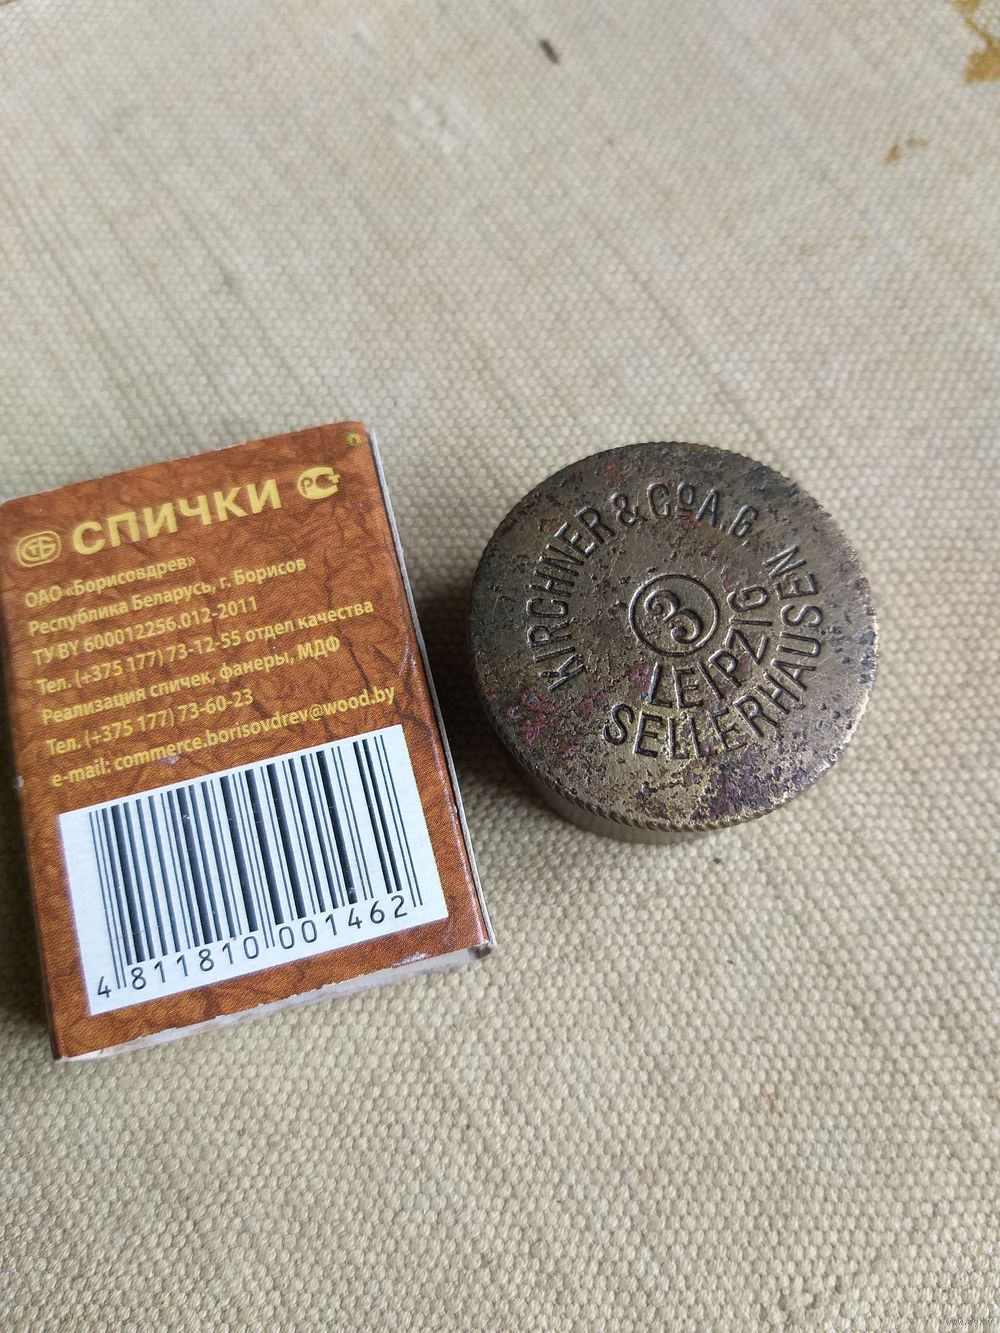 СТБ СПИЧКИ РСТ
ОАО «Борисовдрев»
Республика Беларусь, г. Борисов
ТУ BY 600012256.012-2011
Тел. (+375 177) 73-12-55 отдел качества
Реализация спичек, фанеры, МДФ
Тел. (+375 177) 73-60-23
e-mail: commerce.borisovdrev@wood.by
4 811810 001462
KIRCHNER & Co A.G.
3
LEIPZIG
SELLERHAUSEN